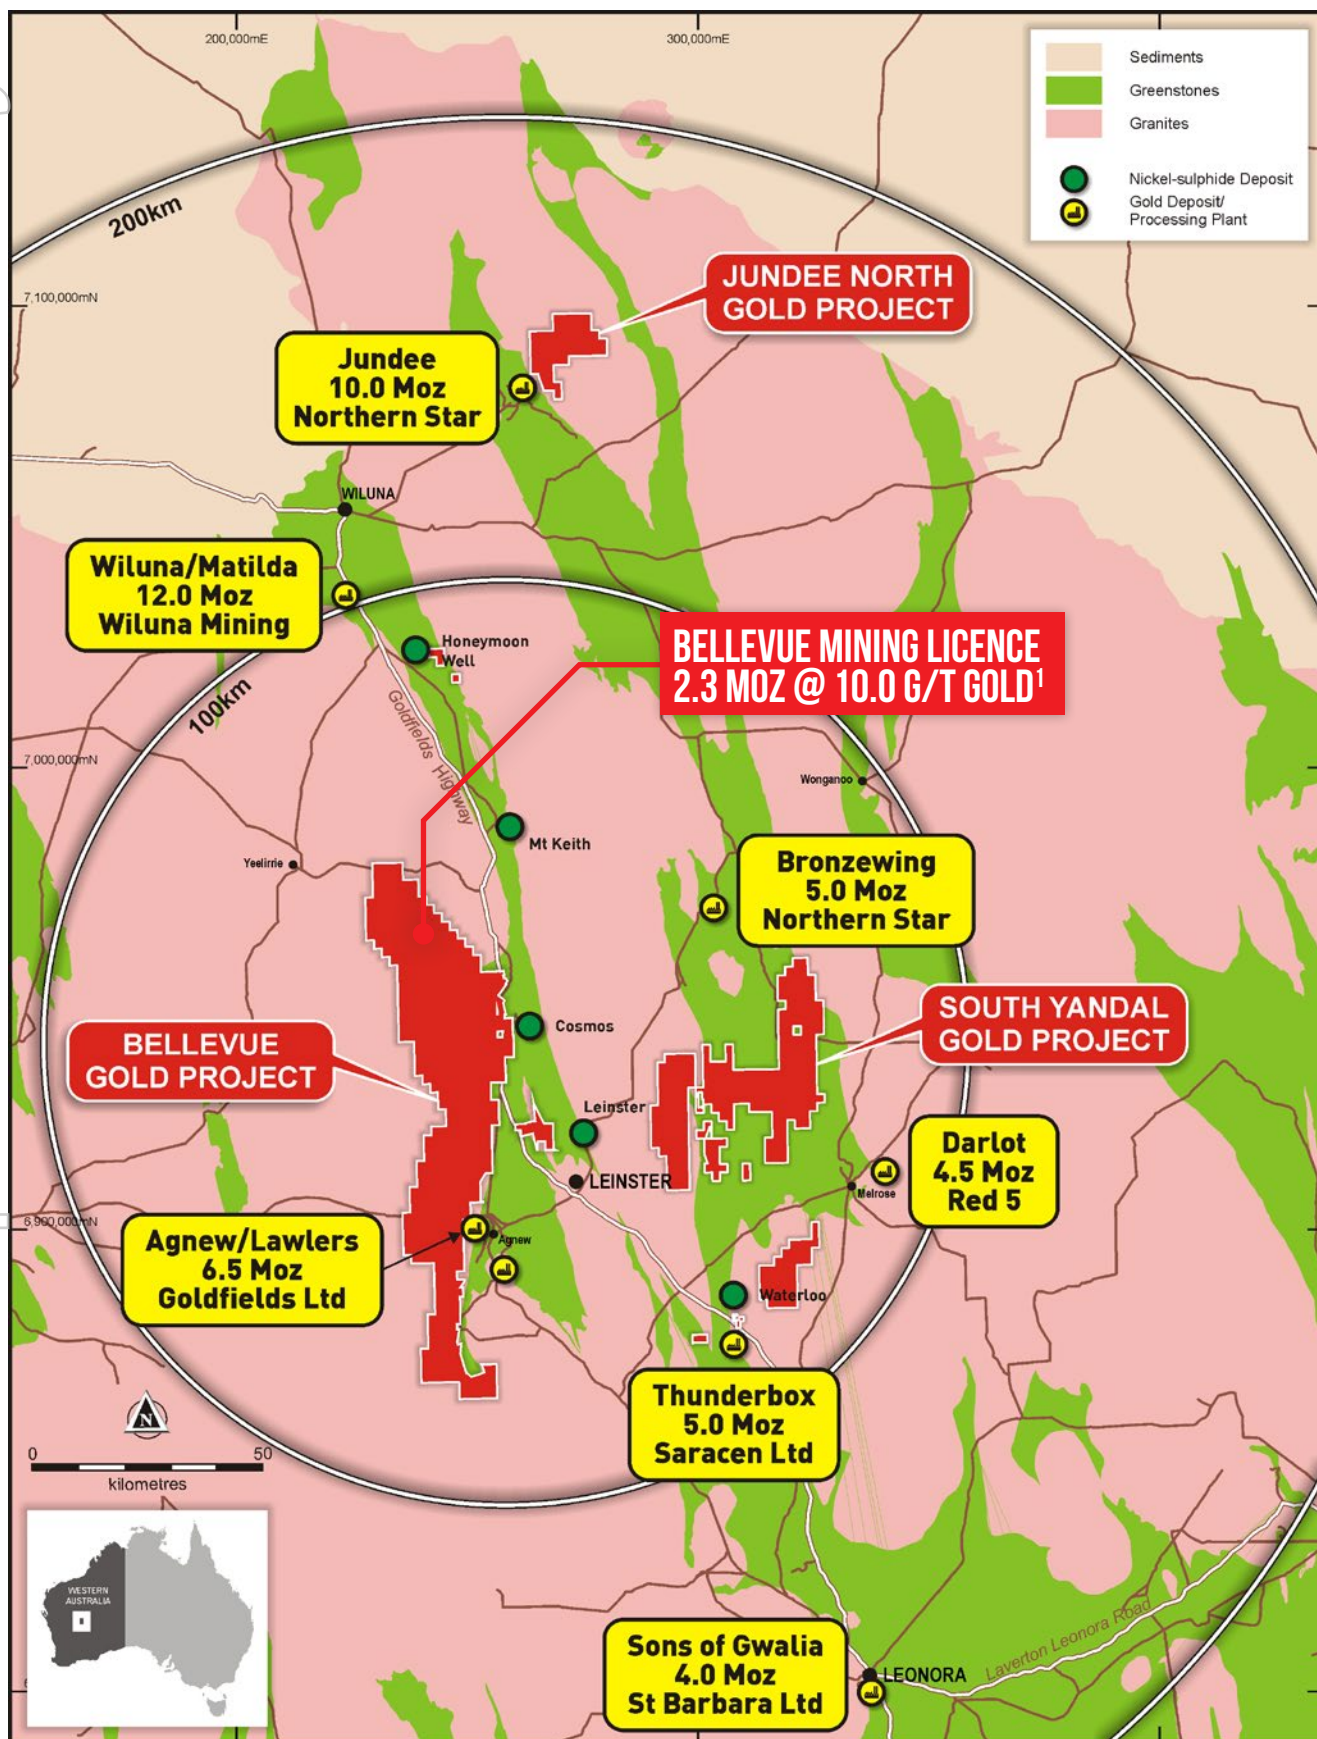 200,000mE
300,000mE
Sediments
Greenstones
Granites
Nickel-sulphide Deposit
Gold Deposit/
Processing Plant
200km
7,100,000mN
JUNDEE NORTH
GOLD PROJECT
Jundee
10.0 Moz
Northern Star
WILUNA
Wiluna/Matilda
12.0 Moz
Wiluna Mining
Honeymoon
Well
BELLEVUE MINING LICENCE
2.3 MOZ @ 10.0 G/T GOLD¹
100km
Goldfields Highway
7,000,000mN
Wonganoo
Mt Keith
Yeelirrie
Bronzewing
5.0 Moz
Northern Star
SOUTH YANDAL
GOLD PROJECT
Cosmos
BELLEVUE
GOLD PROJECT
Leinster
LEINSTER
Darlot
4.5 Moz
Red 5
Melrose
6,900,000mN
Agnew/Lawlers
6.5 Moz
Goldfields Ltd
Agnew
Waterloo
Thunderbox
5.0 Moz
Saracen Ltd
N
0 50
kilometres
WESTERN
AUSTRALIA
Sons of Gwalia
4.0 Moz
St Barbara Ltd
LEONORA
Laverton Leonora Road